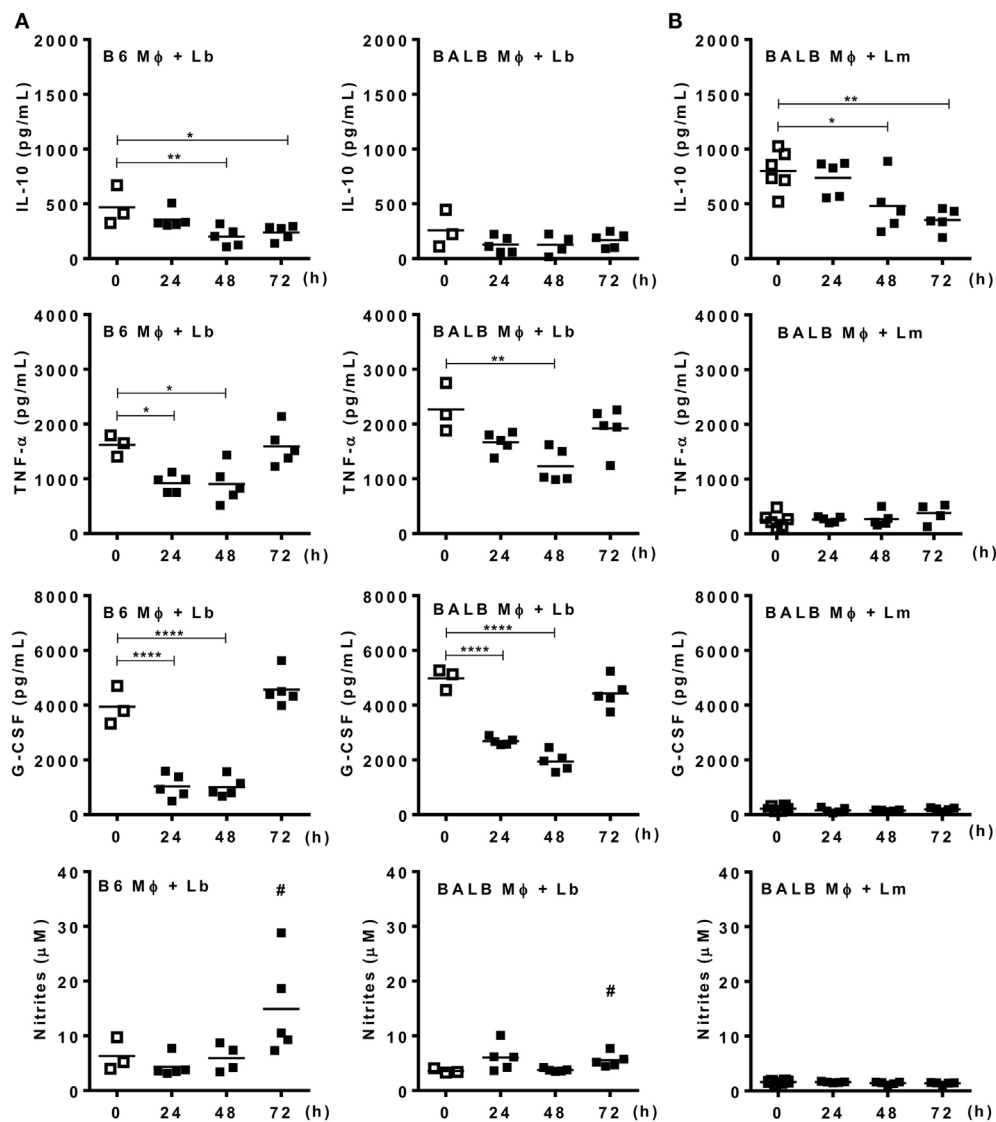 A
B
B6 Mϕ + Lb
IL-10 (pg/mL)
2000
1500
1000
500
0
*
**
0 24 48 72 (h)
BALB Mϕ + Lb
IL-10 (pg/mL)
2000
1500
1000
500
0
0 24 48 72 (h)
BALB Mϕ + Lm
IL-10 (pg/mL)
2000
1500
1000
500
0
**
*
0 24 48 72 (h)
B6 Mϕ + Lb
TNF-α (pg/mL)
4000
3000
2000
1000
0
*
*
0 24 48 72 (h)
BALB Mϕ + Lb
TNF-α (pg/mL)
4000
3000
2000
1000
0
**
0 24 48 72 (h)
BALB Mϕ + Lm
TNF-α (pg/mL)
4000
3000
2000
1000
0
0 24 48 72 (h)
B6 Mϕ + Lb
G-CSF (pg/mL)
8000
6000
4000
2000
0
****
****
0 24 48 72 (h)
BALB Mϕ + Lb
G-CSF (pg/mL)
8000
6000
4000
2000
0
****
****
0 24 48 72 (h)
BALB Mϕ + Lm
G-CSF (pg/mL)
8000
6000
4000
2000
0
0 24 48 72 (h)
B6 Mϕ + Lb
Nitrites (μM)
40
30
20
10
0
#
0 24 48 72 (h)
BALB Mϕ + Lb
Nitrites (μM)
40
30
20
10
0
#
0 24 48 72 (h)
BALB Mϕ + Lm
Nitrites (μM)
40
30
20
10
0
0 24 48 72 (h)